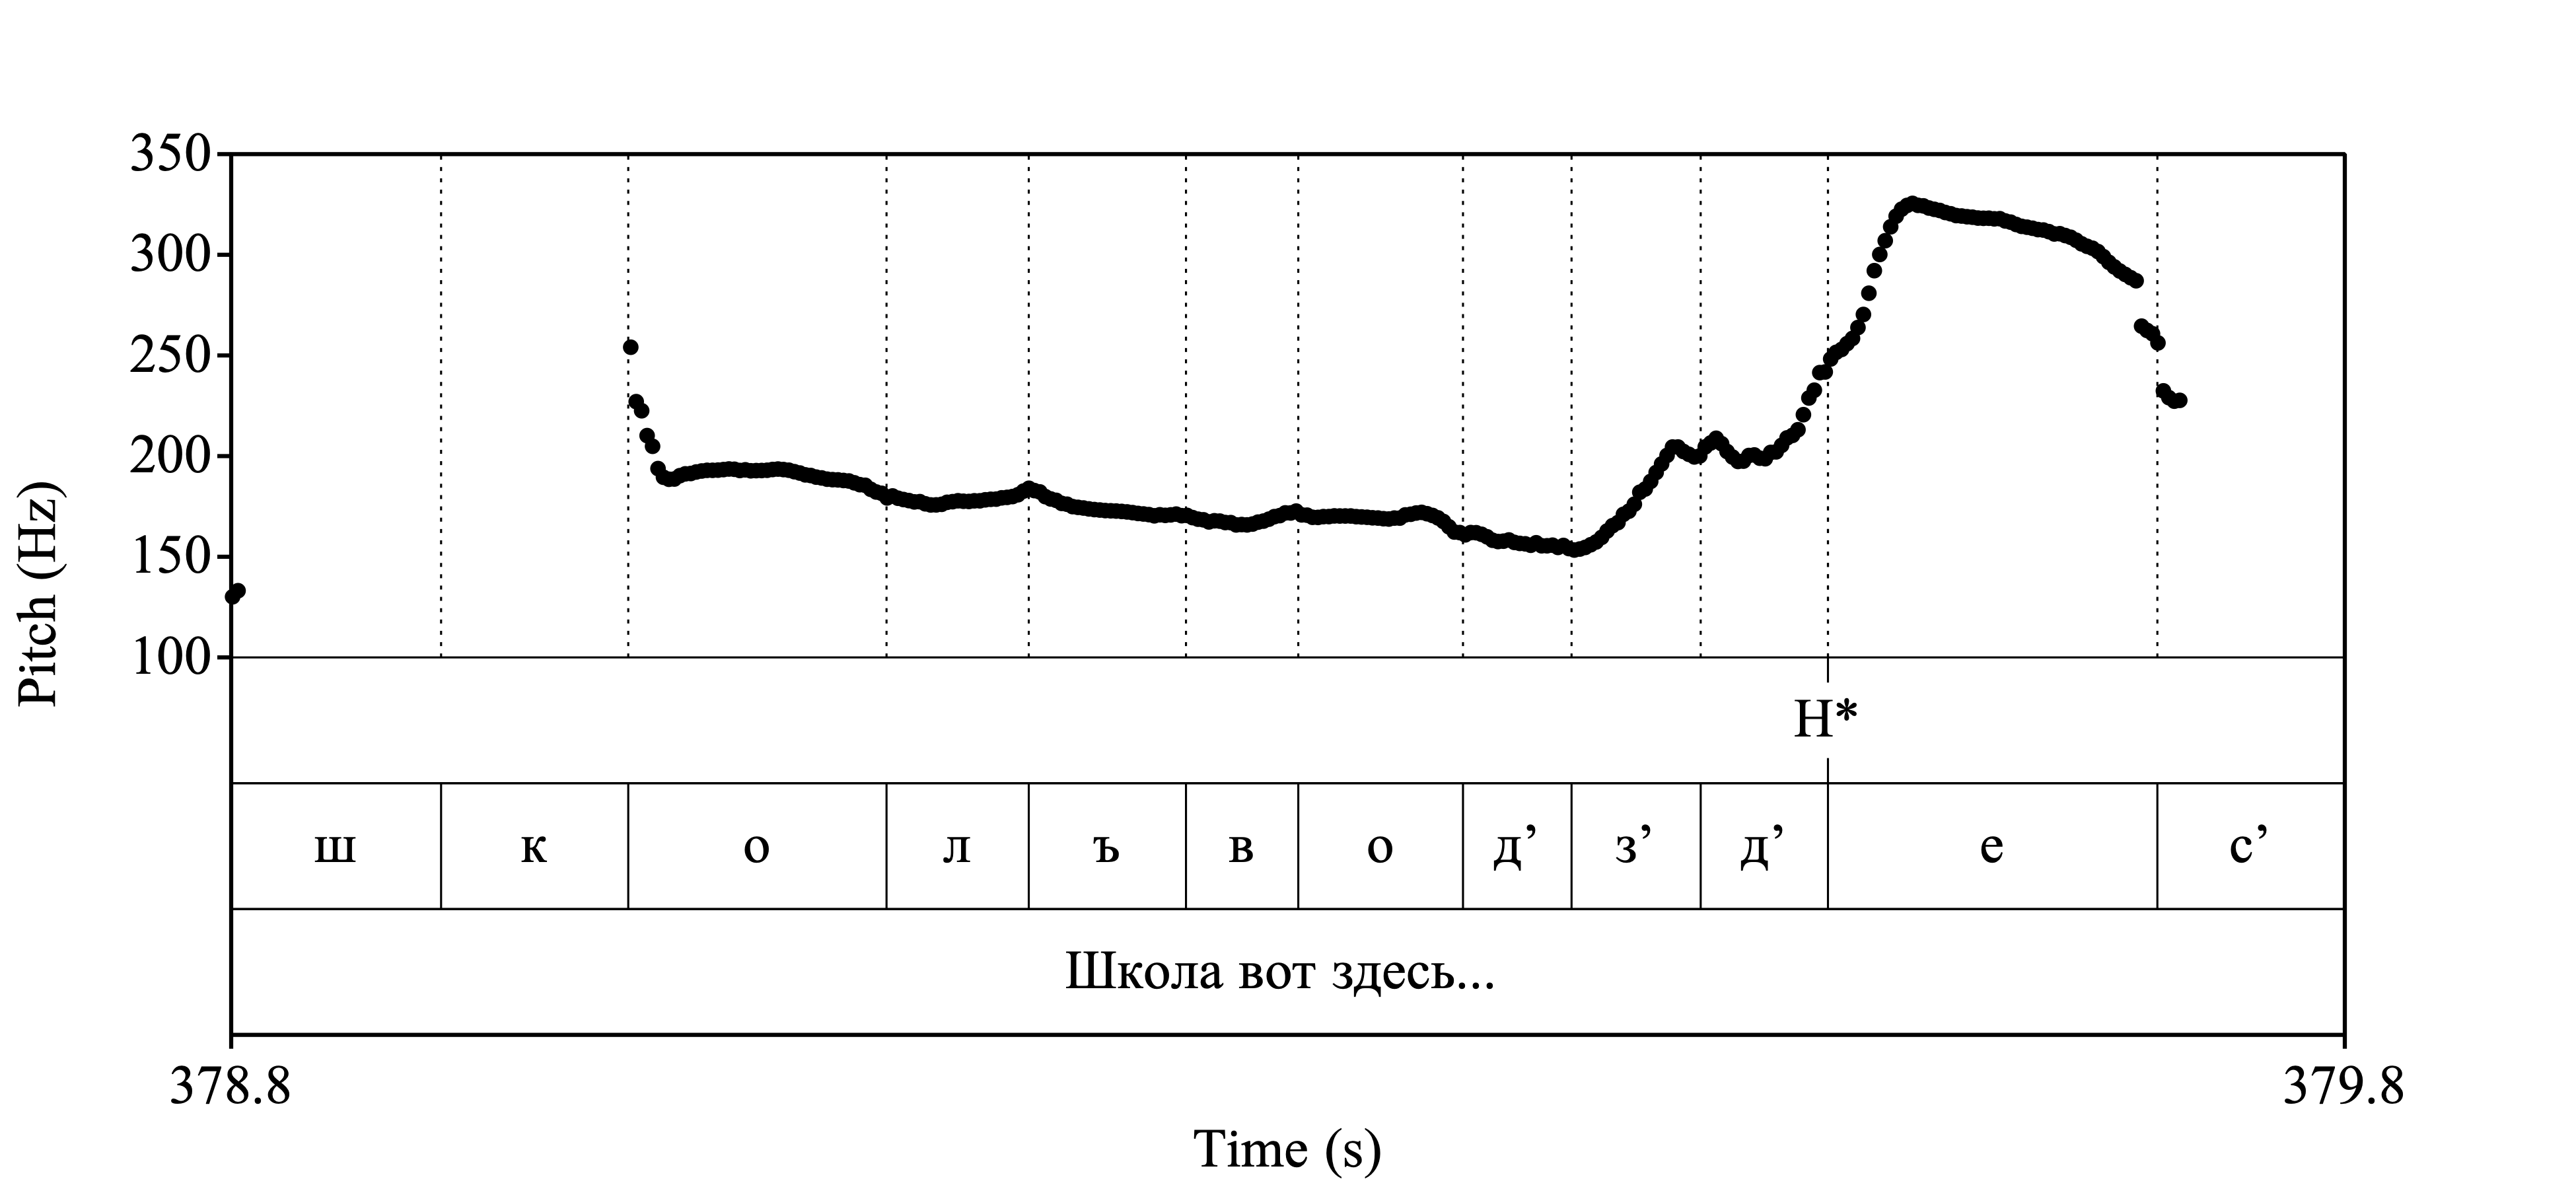 350
300
250
200
150
100
Pitch (Hz)
H*
ш к о л ъ в о д’ з’ д’ е с’
Школа вот здесь...
378.8 379.8
Time (s)